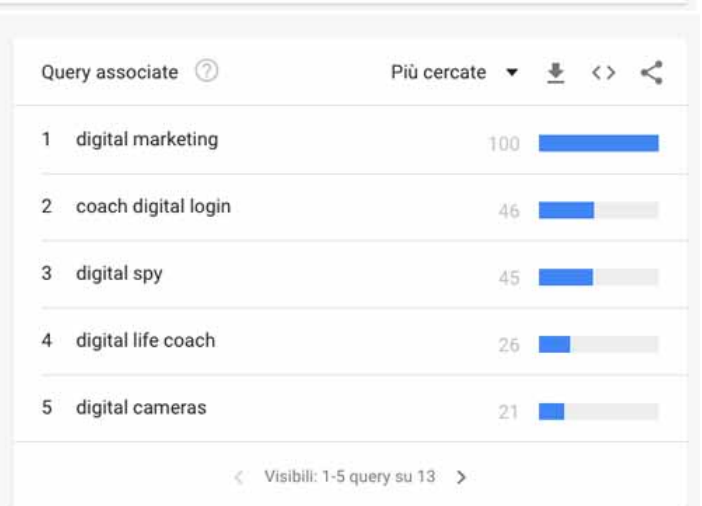 Query associate ? Più cercate
1 digital marketing 100
2 coach digital login 46
3 digital spy 45
4 digital life coach 26
5 digital cameras 21
Visibili: 1-5 query su 13